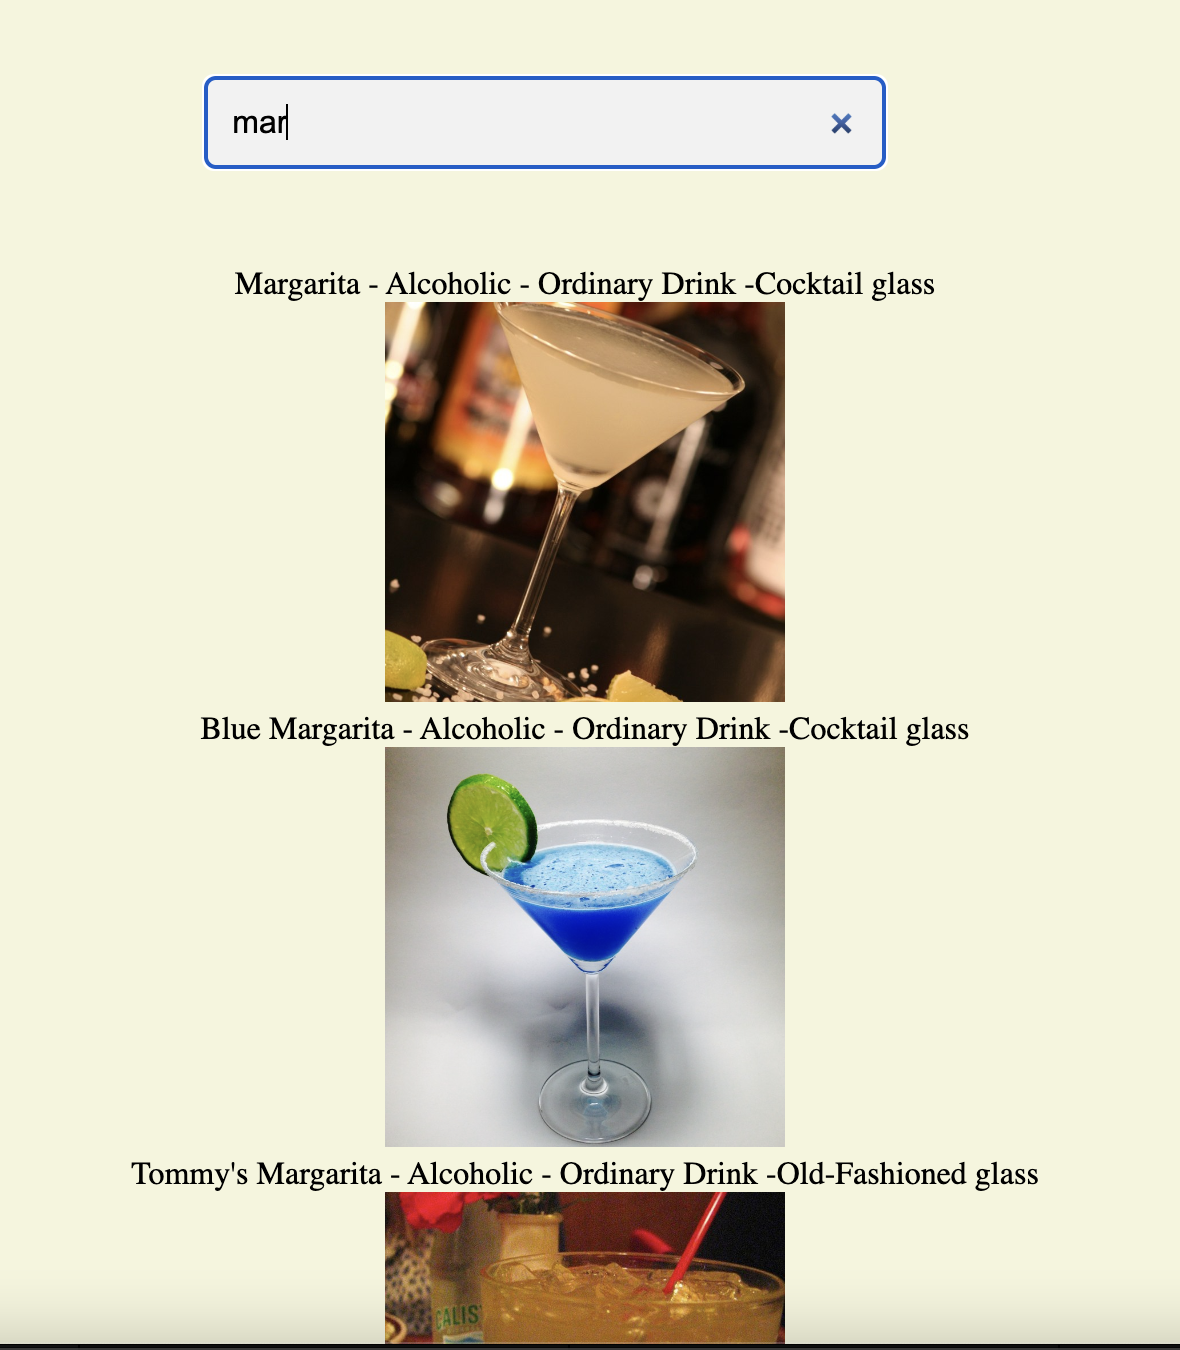 mar
Margarita - Alcoholic - Ordinary Drink -Cocktail glass
Blue Margarita - Alcoholic - Ordinary Drink -Cocktail glass
Tommy's Margarita - Alcoholic - Ordinary Drink -Old-Fashioned glass
CALIS